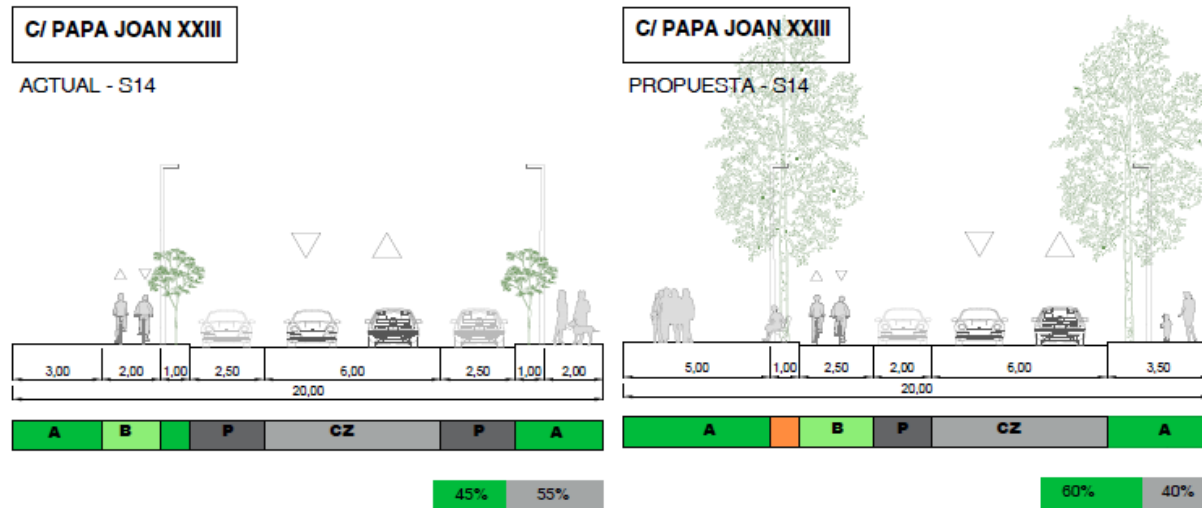 C/ PAPA JOAN XXIII
ACTUAL - S14
3,00 2,00 1,00 2,50 6,00 2,50 1,00 2,00
20,00
A B P CZ P A
45% 55%
C/ PAPA JOAN XXIII
PROPUESTA - S14
5,00 1,00 2,50 2,00 6,00 3,50
20,00
A B P CZ A
60% 40%